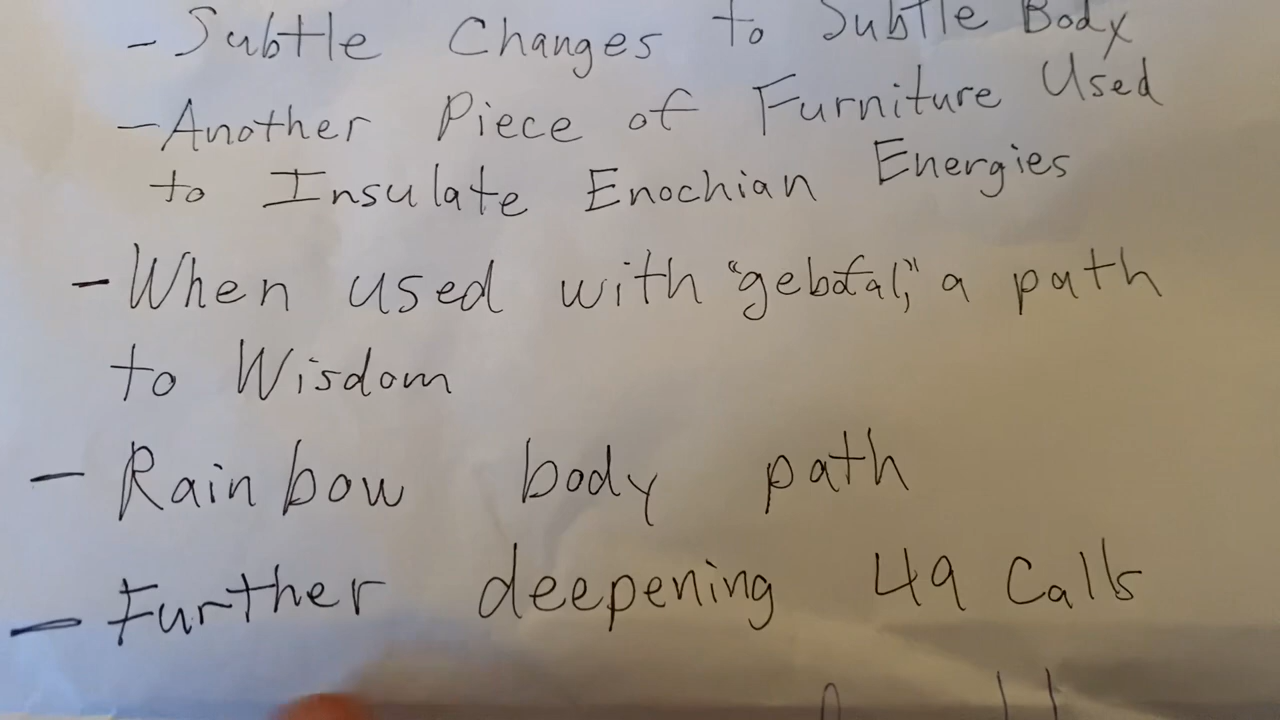 - Subtle Changes to Subtle Body
- Another Piece of Furniture Used
to Insulate Enochian Energies
- When used with "gebofal," a path
to Wisdom
- Rainbow body path
- Further deepening 49 Calls